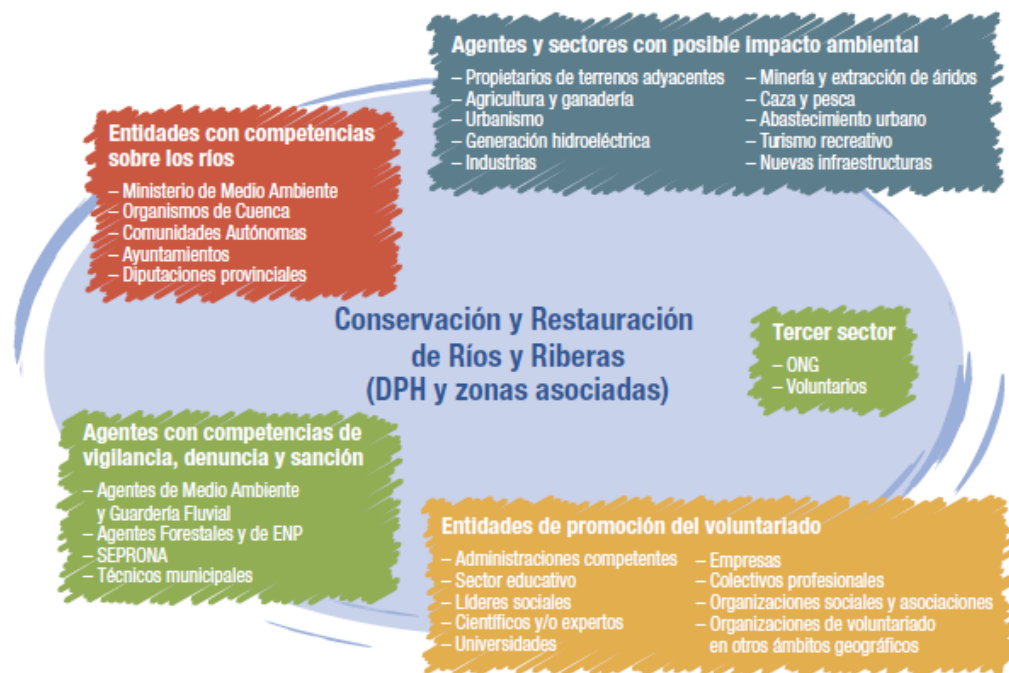 Agentes y sectores con posible impacto ambiental
– Propietarios de terrenos adyacentes
– Agricultura y ganadería
– Urbanismo
– Generación hidroeléctrica
– Industrias
– Minería y extracción de áridos
– Caza y pesca
– Abastecimiento urbano
– Turismo recreativo
– Nuevas infraestructuras
Entidades con competencias
sobre los ríos
– Ministerio de Medio Ambiente
– Organismos de Cuenca
– Comunidades Autónomas
– Ayuntamientos
– Diputaciones provinciales
Conservación y Restauración
de Ríos y Riberas
(DPH y zonas asociadas)
Tercer sector
– ONG
– Voluntarios
Agentes con competencias de
vigilancia, denuncia y sanción
– Agentes de Medio Ambiente
y Guardería Fluvial
– Agentes Forestales y de ENP
– SEPRONA
– Técnicos municipales
Entidades de promoción del voluntariado
– Administraciones competentes
– Sector educativo
– Líderes sociales
– Científicos y/o expertos
– Universidades
– Empresas
– Colectivos profesionales
– Organizaciones sociales y asociaciones
– Organizaciones de voluntariado
en otros ámbitos geográficos